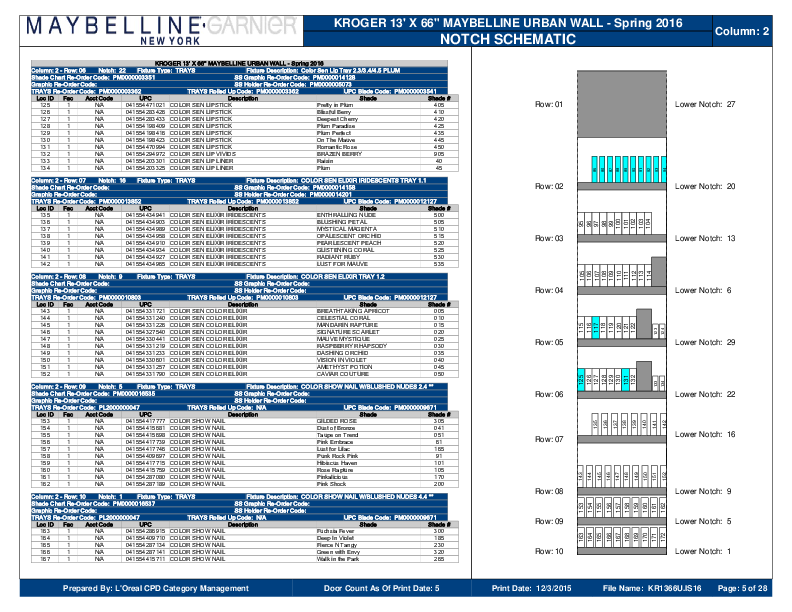 MAYBELLINE GARNIER
NEW YORK
KROGER 13' X 66" MAYBELLINE URBAN WALL - Spring 2016
NOTCH SCHEMATIC
Column: 2
KROGER 13' X 66" MAYBELLINE URBAN WALL - Spring 2016
Column: 2 - Row: 06 Notch: 22 Fixture Type: TRAYS Fixture Description: Color Sen Lip Tray 2.3/3.4/4.5 PLUM
Shade Chart Re-Order Code: PM0000003351 SS Graphic Re-Order Code: PM0000014128
Graphic Re-Order Code: SS Holder Re-Order Code: PM0000005073
TRAYS Re-Order Code: PM0000003362 TRAYS Rolled Up Code: PM0000003362 UPC Blade Code: PM0000003541
Loc ID Fac Acct Code UPC Description Shade Shade #
125 1 N/A 041554471021 COLOR SEN LIPSTICK Pretty in Plum 405
126 1 N/A 041554283426 COLOR SEN LIPSTICK Blissful Berry 410
127 1 N/A 041554283433 COLOR SEN LIPSTICK Deepest Cherry 420
128 1 N/A 041554198409 COLOR SEN LIPSTICK Plum Paradise 425
129 1 N/A 041554198416 COLOR SEN LIPSTICK Plum Perfect 435
130 1 N/A 041554198423 COLOR SEN LIPSTICK On The Mauve 445
131 1 N/A 041554470994 COLOR SEN LIPSTICK Romantic Rose 450
132 1 N/A 041554294972 COLOR SEN LIP VIVIDS BRAZEN BERRY 905
133 1 N/A 041554203301 COLOR SEN LIP LINER Raisin 40
134 1 N/A 041554203325 COLOR SEN LIP LINER Plum 45
Column: 2 - Row: 07 Notch: 16 Fixture Type: TRAYS Fixture Description: COLOR SEN ELIXIR IRIDESCENTS TRAY 1.1
Shade Chart Re-Order Code: SS Graphic Re-Order Code: PM0000014158
Graphic Re-Order Code: SS Holder Re-Order Code: PM0000014201
TRAYS Re-Order Code: PM0000013852 TRAYS Rolled Up Code: PM0000013852 UPC Blade Code: PM0000012127
Loc ID Fac Acct Code UPC Description Shade Shade #
135 1 N/A 041554434941 COLOR SEN ELIXIR IRIDESCENTS ENTHRALLING NUDE 500
136 1 N/A 041554434903 COLOR SEN ELIXIR IRIDESCENTS BLUSHING PETAL 505
137 1 N/A 041554434989 COLOR SEN ELIXIR IRIDESCENTS MYSTICAL MAGENTA 510
138 1 N/A 041554434958 COLOR SEN ELIXIR IRIDESCENTS OPALESCENT ORCHID 515
139 1 N/A 041554434910 COLOR SEN ELIXIR IRIDESCENTS PEARLESCENT PEACH 520
140 1 N/A 041554434934 COLOR SEN ELIXIR IRIDESCENTS GLISTENING CORAL 525
141 1 N/A 041554434927 COLOR SEN ELIXIR IRIDESCENTS RADIANT RUBY 530
142 1 N/A 041554434965 COLOR SEN ELIXIR IRIDESCENTS LUST FOR MAUVE 535
Column: 2 - Row: 08 Notch: 9 Fixture Type: TRAYS Fixture Description: COLOR SEN ELIXIR TRAY 1.2
Shade Chart Re-Order Code: SS Graphic Re-Order Code:
Graphic Re-Order Code: SS Holder Re-Order Code:
TRAYS Re-Order Code: PM0000010803 TRAYS Rolled Up Code: PM0000010803 UPC Blade Code: PM0000012127
Loc ID Fac Acct Code UPC Description Shade Shade #
143 1 N/A 041554331721 COLOR SEN COLOR ELIXIR BREATHTAKING APRICOT 005
144 1 N/A 041554331240 COLOR SEN COLOR ELIXIR CELESTIAL CORAL 010
145 1 N/A 041554331226 COLOR SEN COLOR ELIXIR MANDARIN RAPTURE 015
146 1 N/A 041554327540 COLOR SEN COLOR ELIXIR SIGNATURE SCARLET 020
147 1 N/A 041554330441 COLOR SEN COLOR ELIXIR MAUVE MYSTIQUE 025
148 1 N/A 041554331219 COLOR SEN COLOR ELIXIR RASPBERRY RHAPSODY 030
149 1 N/A 041554331233 COLOR SEN COLOR ELIXIR DASHING ORCHID 035
150 1 N/A 041554330601 COLOR SEN COLOR ELIXIR VISION IN VIOLET 040
151 1 N/A 041554331257 COLOR SEN COLOR ELIXIR AMETHYST POTION 045
152 1 N/A 041554331790 COLOR SEN COLOR ELIXIR CAVIAR COUTURE 050
Column: 2 - Row: 09 Notch: 5 Fixture Type: TRAYS Fixture Description: COLOR SHOW NAIL W/BLUSHED NUDES 2.4 **
Shade Chart Re-Order Code: PM0000016535 SS Graphic Re-Order Code:
Graphic Re-Order Code: SS Holder Re-Order Code:
TRAYS Re-Order Code: PL2000000047 TRAYS Rolled Up Code: N/A UPC Blade Code: PM0000009671
Loc ID Fac Acct Code UPC Description Shade Shade #
153 1 N/A 041554417777 COLOR SHOW NAIL GILDED ROSE 305
154 1 N/A 041554415681 COLOR SHOW NAIL Dust of Bronze 041
155 1 N/A 041554415698 COLOR SHOW NAIL Taupe on Trend 051
156 1 N/A 041554417739 COLOR SHOW NAIL Pink Embrace 61
157 1 N/A 041554417746 COLOR SHOW NAIL Lust for Lilac 165
158 1 N/A 041554409697 COLOR SHOW NAIL Punk Rock Pink 91
159 1 N/A 041554417715 COLOR SHOW NAIL Hibiscus Haven 101
160 1 N/A 041554415759 COLOR SHOW NAIL Rose Rapture 105
161 1 N/A 041554287080 COLOR SHOW NAIL Pinkalicious 170
162 1 N/A 041554287189 COLOR SHOW NAIL Pink Shock 200
Column: 2 - Row: 10 Notch: 1 Fixture Type: TRAYS Fixture Description: COLOR SHOW NAIL W/BLUSHED NUDES 4.4 **
Shade Chart Re-Order Code: PM0000016537 SS Graphic Re-Order Code:
Graphic Re-Order Code: SS Holder Re-Order Code:
TRAYS Re-Order Code: PL2000000047 TRAYS Rolled Up Code: N/A UPC Blade Code: PM0000009671
Loc ID Fac Acct Code UPC Description Shade Shade #
163 1 N/A 041554286915 COLOR SHOW NAIL Fuchsia Fever 300
164 1 N/A 041554409710 COLOR SHOW NAIL Deep In Violet 185
165 1 N/A 041554287134 COLOR SHOW NAIL Fierce N Tangy 230
166 1 N/A 041554287141 COLOR SHOW NAIL Green with Envy 320
167 1 N/A 041554415711 COLOR SHOW NAIL Walk in the Park 265
Row: 01 Lower Notch: 27
Row: 02 Lower Notch: 20
Row: 03 Lower Notch: 13
Row: 04 Lower Notch: 6
Row: 05 Lower Notch: 29
Row: 06 Lower Notch: 22
Row: 07 Lower Notch: 16
Row: 08 Lower Notch: 9
Row: 09 Lower Notch: 5
Row: 10 Lower Notch: 1
Prepared By: L'Oreal CPD Category Management Door Count As Of Print Date: 5 Print Date: 12/3/2015 File Name: KR1366UJS16 Page: 5 of 28